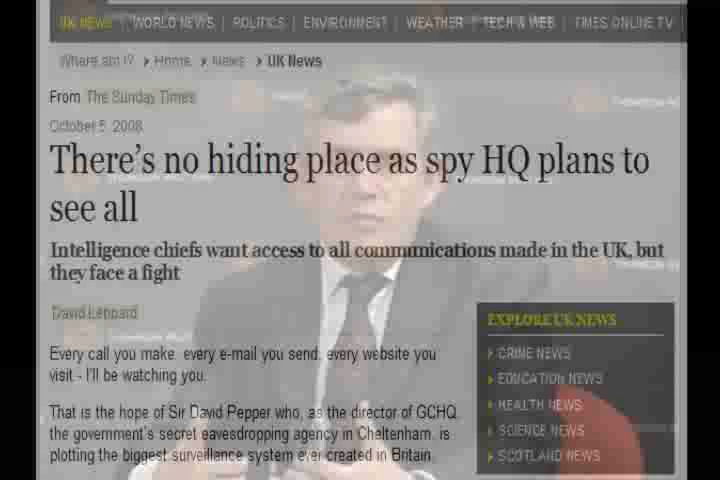 UK NEWS | WORLD NEWS | POLITICS | ENVIRONMENT | WEATHER | TECH & WEB | TIMES ONLINE TV |
Where am I? Home News UK News
From The Sunday Times
October 5, 2008
There's no hiding place as spy HQ plans to
see all
Intelligence chiefs want access to all communications made in the UK, but
they face a fight
David Leppard
EXPLORE UK NEWS
Every call you make, every e-mail you send, every website you
visit - I'll be watching you.
CRIME NEWS
EDUCATION NEWS
HEALTH NEWS
SCIENCE NEWS
SCOTLAND NEWS
That is the hope of Sir David Pepper who, as the director of GCHQ,
the government's secret eavesdropping agency in Cheltenham, is
plotting the biggest surveillance system ever created in Britain.